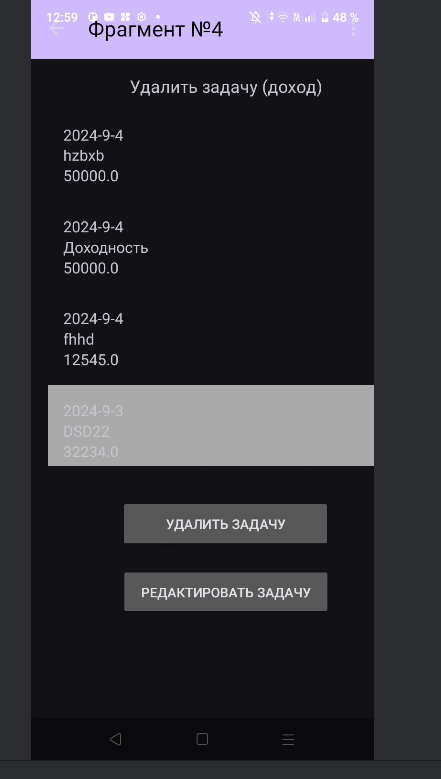 12:59
48 %
Фрагмент №4
Удалить задачу (доход)
2024-9-4
hzbxb
50000.0
2024-9-4
Доходность
50000.0
2024-9-4
fhhd
12545.0
2024-9-3
DSD22
32234.0
УДАЛИТЬ ЗАДАЧУ
РЕДАКТИРОВАТЬ ЗАДАЧУ